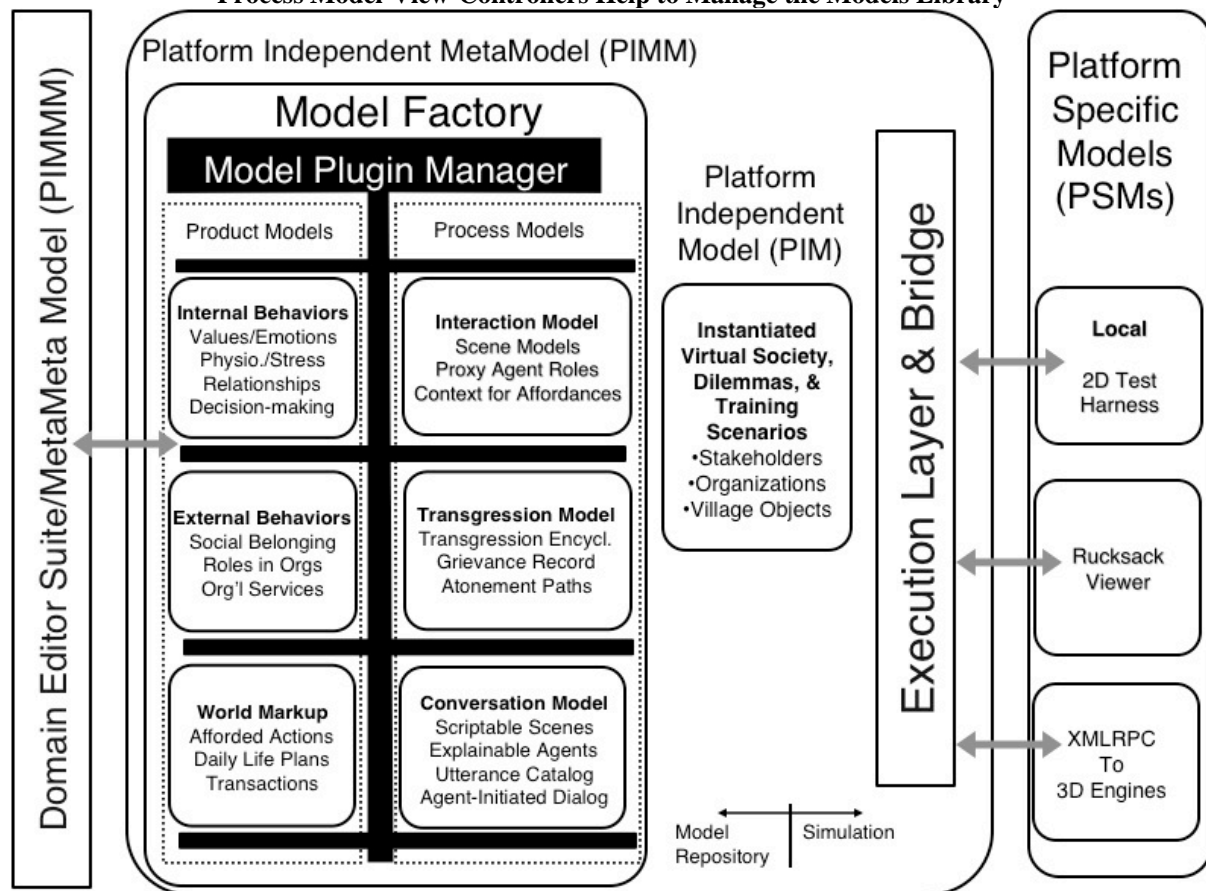 Process Model-View-Controllers Help to Manage the Models Library
Domain Editor Suite/MetaMeta Model (PIMMM)
Platform Independent MetaModel (PIMM)
Model Factory
Model Plugin Manager
Product Models
Internal Behaviors
Values/Emotions
Physio./Stress
Relationships
Decision-making
External Behaviors
Social Belonging
Roles in Orgs
Org'l Services
World Markup
Afforded Actions
Daily Life Plans
Transactions
Process Models
Interaction Model
Scene Models
Proxy Agent Roles
Context for Affordances
Transgression Model
Transgression Encycl.
Grievance Record
Atonement Paths
Conversation Model
Scriptable Scenes
Explainable Agents
Utterance Catalog
Agent-Initiated Dialog
Platform
Independent
Model (PIM)
Instantiated
Virtual Society,
Dilemmas, &
Training
Scenarios
•Stakeholders
•Organizations
•Village Objects
Model
Repository
Simulation
Execution Layer & Bridge
Platform
Specific
Models
(PSMs)
Local
2D Test
Harness
Rucksack
Viewer
XMLRPC
To
3D Engines